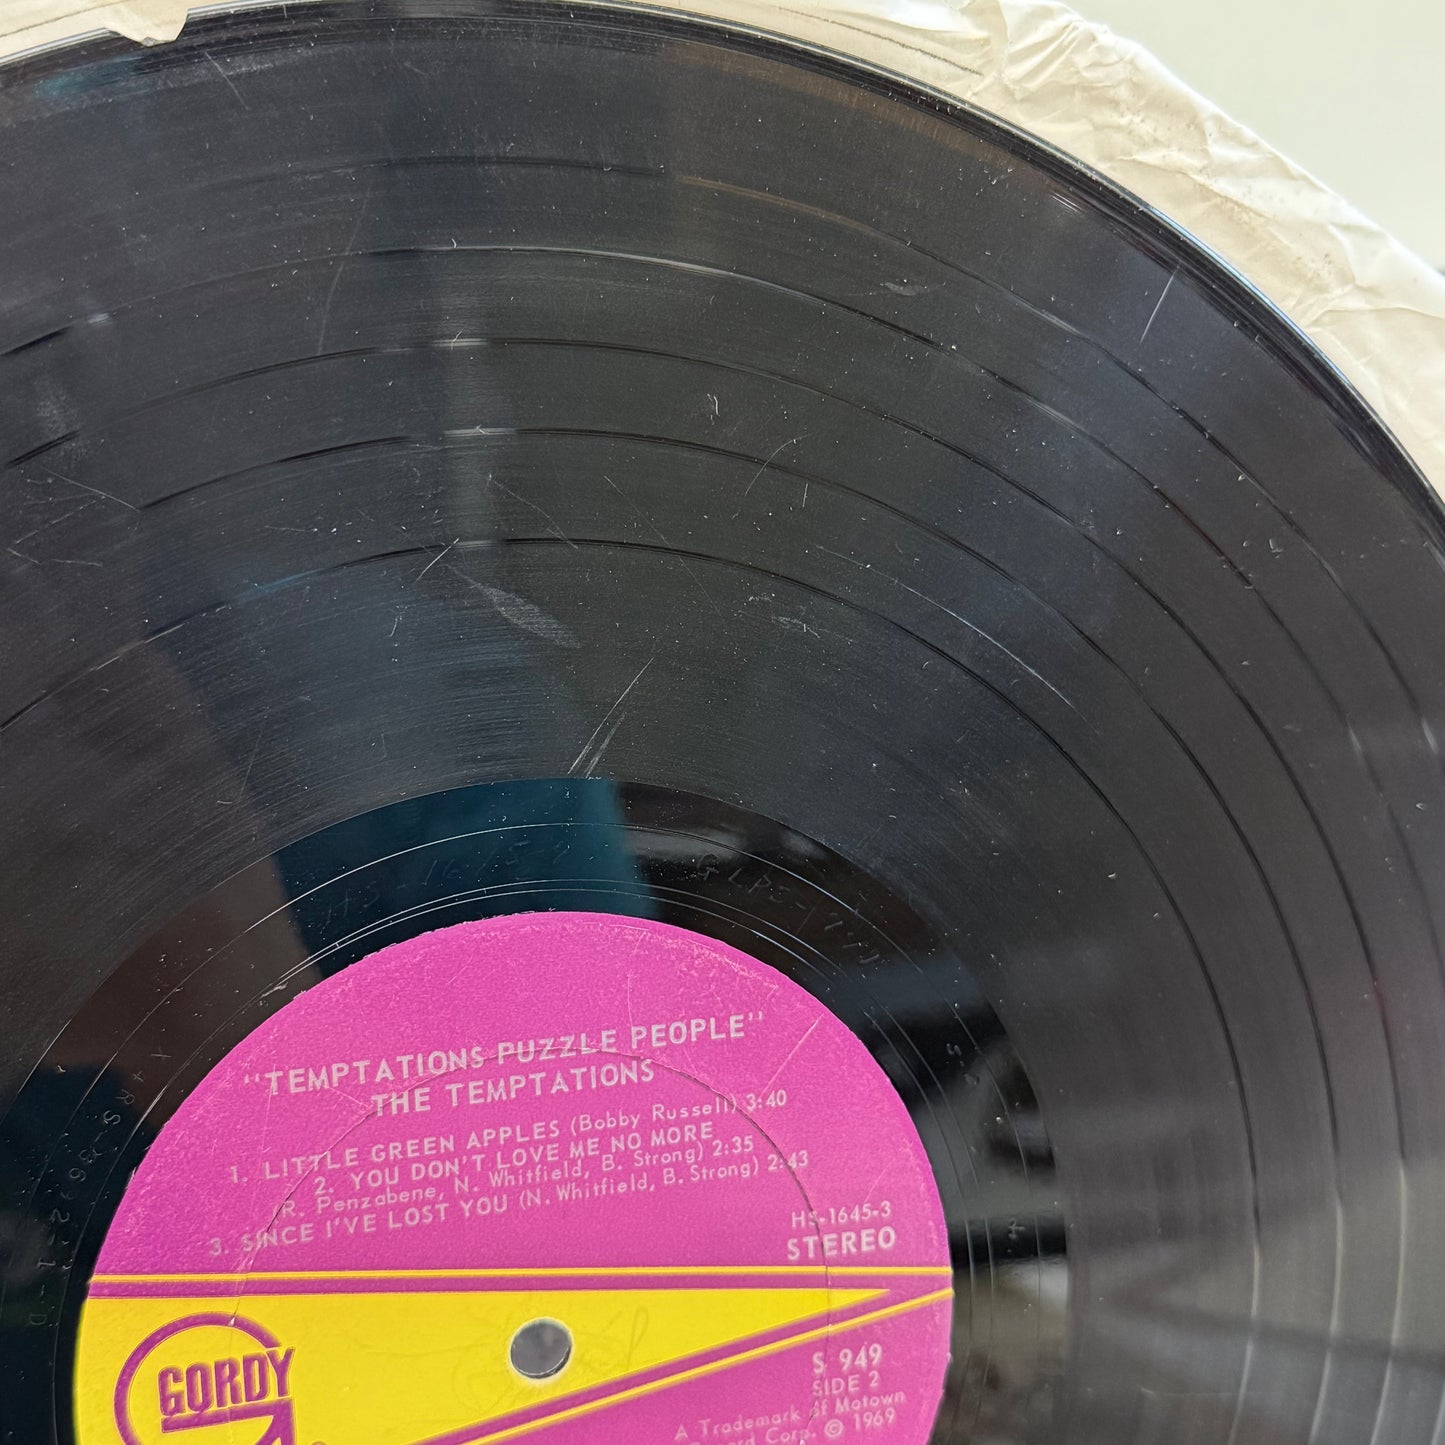 "TEMPTATIONS PUZZLE PEOPLE"
THE TEMPTATIONS
1. LITTLE GREEN APPLES (Bobby Russell) 3:40
2. YOU DON'T LOVE ME NO MORE
(R. Penzabene, N. Whitfield, B. Strong) 2:35
3. SINCE I'VE LOST YOU (N. Whitfield, B. Strong) 2:43
HS-1645-3
STEREO
GORDY
S 949
SIDE 2
A Trademark of Motown
Record Corp. © 1969